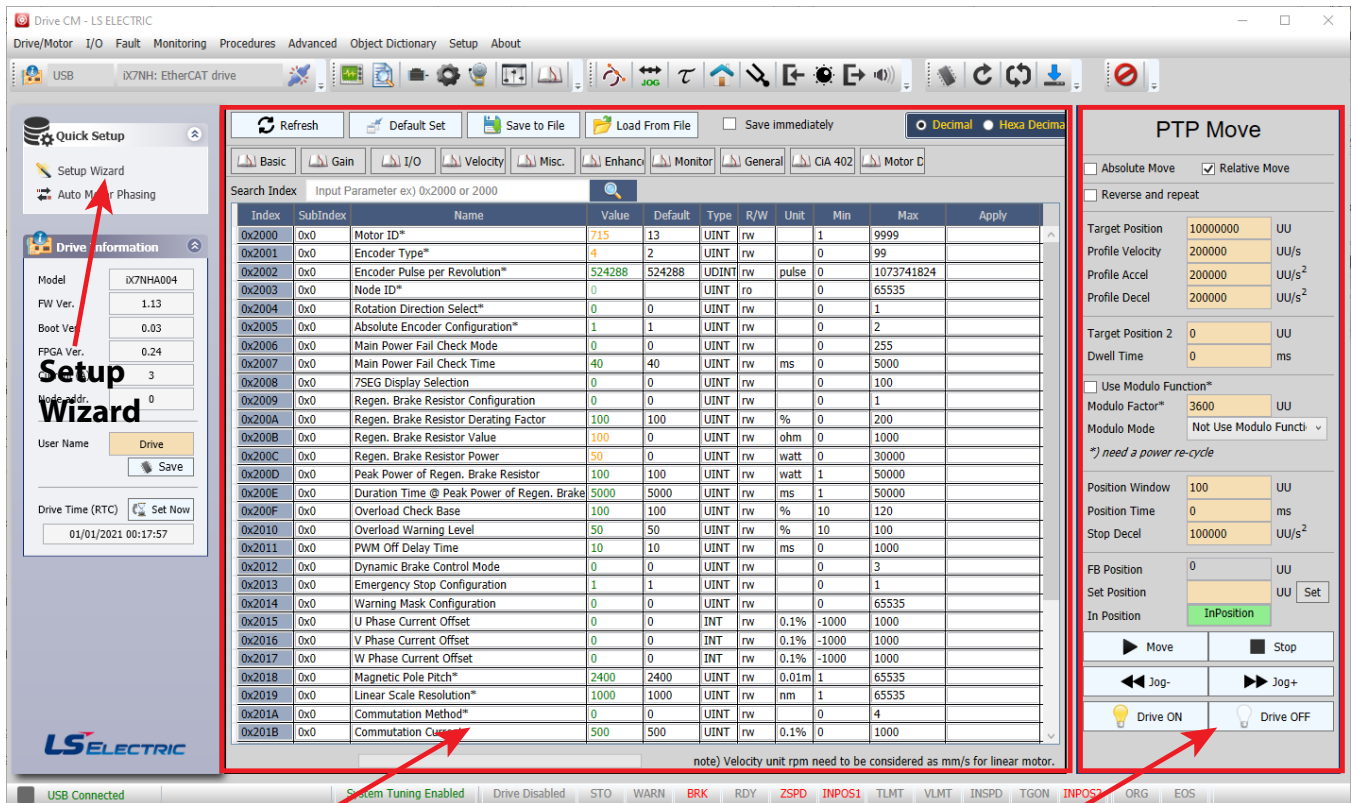 Drive CM - LS ELECTRIC
Drive/Motor I/O Fault Monitoring Procedures Advanced Object Dictionary Setup About
USB iX7NH: EtherCAT drive JOG
Quick Setup
Setup Wizard
Auto Motor Phasing
Drive Information
Model iX7NHA004
FW Ver. 1.13
Boot Ver. 0.03
FPGA Ver. 0.24
3
Node addr. 0
Setup
Wizard
User Name Drive
Save
Drive Time (RTC) Set Now
01/01/2021 00:17:57
LS ELECTRIC
Refresh Default Set Save to File Load From File Save immediately Decimal Hexa Decima
Basic Gain I/O Velocity Misc. Enhanc Monitor General CiA 402 Motor D
Search Index Input Parameter ex) 0x2000 or 2000
Index SubIndex Name Value Default Type R/W Unit Min Max Apply
0x2000 0x0 Motor ID* 715 13 UINT rw 1 9999
0x2001 0x0 Encoder Type* 4 2 UINT rw 0 99
0x2002 0x0 Encoder Pulse per Revolution* 524288 524288 UDINT rw pulse 0 1073741824
0x2003 0x0 Node ID* 0 UINT ro 0 65535
0x2004 0x0 Rotation Direction Select* 0 0 UINT rw 0 1
0x2005 0x0 Absolute Encoder Configuration* 1 1 UINT rw 0 2
0x2006 0x0 Main Power Fail Check Mode 0 0 UINT rw 0 255
0x2007 0x0 Main Power Fail Check Time 40 40 UINT rw ms 0 5000
0x2008 0x0 7SEG Display Selection 0 0 UINT rw 0 100
0x2009 0x0 Regen. Brake Resistor Configuration 0 0 UINT rw 0 1
0x200A 0x0 Regen. Brake Resistor Derating Factor 100 100 UINT rw % 0 200
0x200B 0x0 Regen. Brake Resistor Value 100 0 UINT rw ohm 0 1000
0x200C 0x0 Regen. Brake Resistor Power 50 0 UINT rw watt 0 30000
0x200D 0x0 Peak Power of Regen. Brake Resistor 100 100 UINT rw watt 1 50000
0x200E 0x0 Duration Time @ Peak Power of Regen. Brake 5000 5000 UINT rw ms 1 50000
0x200F 0x0 Overload Check Base 100 100 UINT rw % 10 120
0x2010 0x0 Overload Warning Level 50 50 UINT rw % 10 100
0x2011 0x0 PWM Off Delay Time 10 10 UINT rw ms 0 1000
0x2012 0x0 Dynamic Brake Control Mode 0 0 UINT rw 0 3
0x2013 0x0 Emergency Stop Configuration 1 1 UINT rw 0 1
0x2014 0x0 Warning Mask Configuration 0 0 UINT rw 0 65535
0x2015 0x0 U Phase Current Offset 0 0 INT rw 0.1% -1000 1000
0x2016 0x0 V Phase Current Offset 0 0 INT rw 0.1% -1000 1000
0x2017 0x0 W Phase Current Offset 0 0 INT rw 0.1% -1000 1000
0x2018 0x0 Magnetic Pole Pitch* 2400 2400 UINT rw 0.01m 1 65535
0x2019 0x0 Linear Scale Resolution* 1000 1000 UINT rw nm 1 65535
0x201A 0x0 Commutation Method* 0 0 UINT rw 0 4
0x201B 0x0 Commutation Current 500 500 UINT rw 0.1% 0 1000
note) Velocity unit rpm need to be considered as mm/s for linear motor.
PTP Move
Absolute Move Relative Move
Reverse and repeat
Target Position 10000000 UU
Profile Velocity 200000 UU/s
Profile Accel 200000 UU/s2
Profile Decel 200000 UU/s2
Target Position 2 0 UU
Dwell Time 0 ms
Use Modulo Function*
Modulo Factor* 3600 UU
Modulo Mode Not Use Modulo Functi
*) need a power re-cycle
Position Window 100 UU
Position Time 0 ms
Stop Decel 100000 UU/s2
FB Position 0 UU
Set Position UU Set
In Position InPosition
Move Stop
Jog- Jog+
Drive ON Drive OFF
USB Connected System Tuning Enabled Drive Disabled STO WARN BRK RDY ZSPD INPOS1 TLMT VLMT INSPD TGON INPOS2 ORG EOS